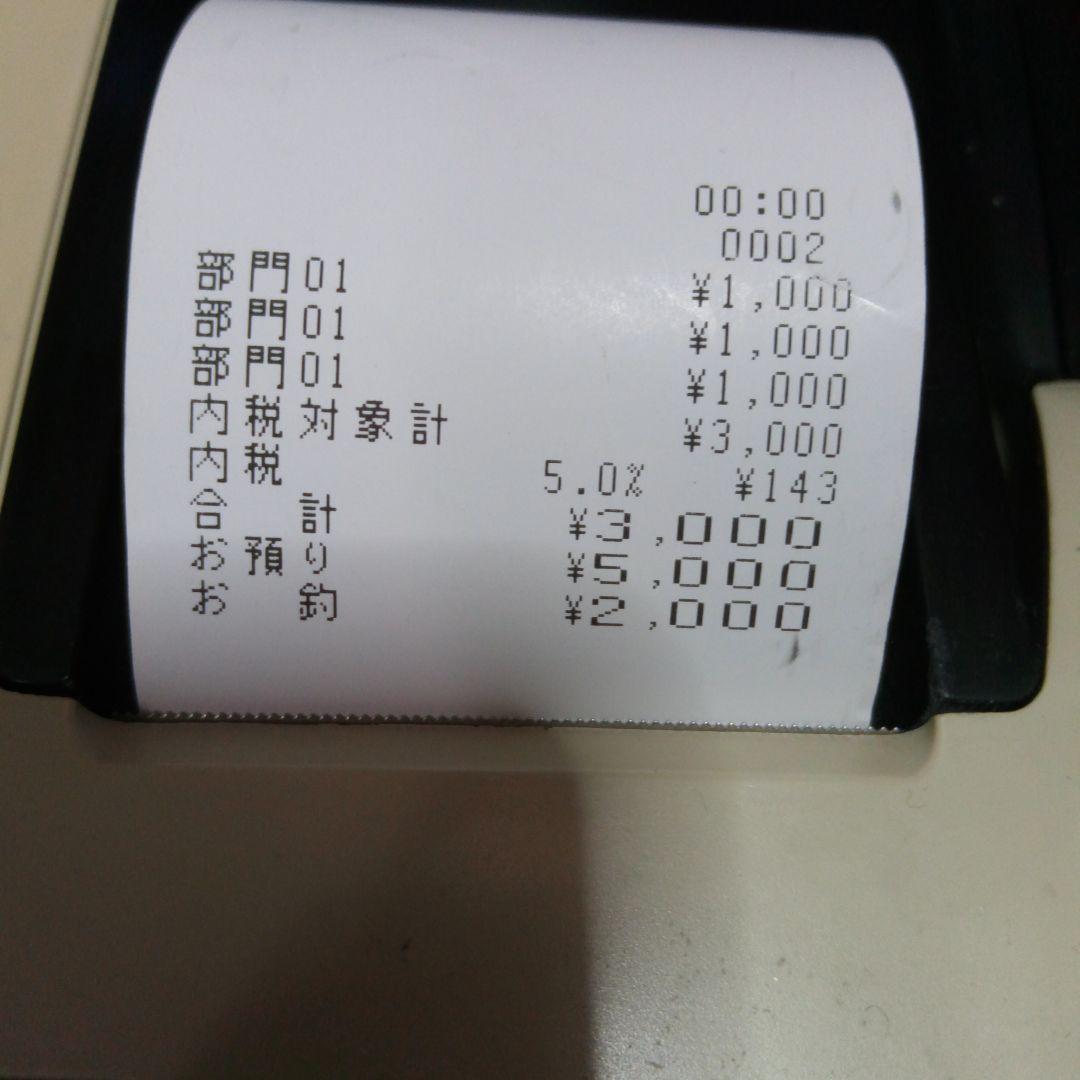 00:00
0002
部門01 ¥1,000
部門01 ¥1,000
部門01 ¥1,000
内税対象計 ¥3,000
内税 5.0% ¥143
合 計 ¥3,000
お預り ¥5,000
お 釣 ¥2,000